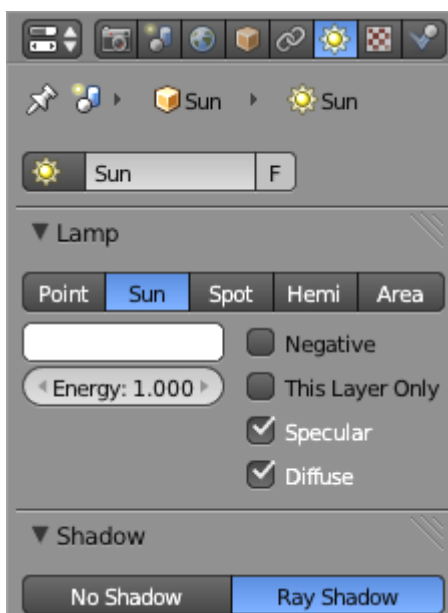 Sun Sun
Sun F
Lamp
Point Sun Spot Hemi Area
Negative
Energy: 1.000 This Layer Only
Specular
Diffuse
Shadow
No Shadow Ray Shadow